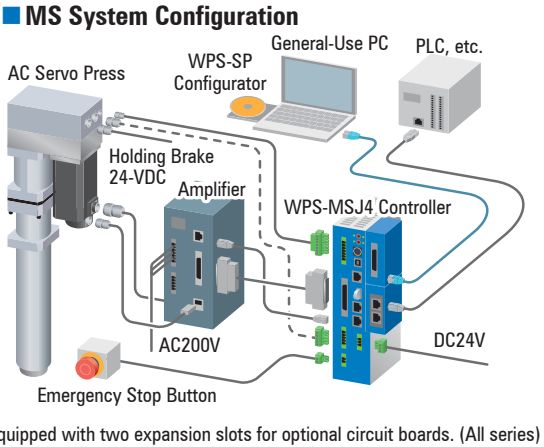 MS System Configuration
General-Use PC
PLC, etc.
WPS-SP
Configurator
AC Servo Press
Holding Brake
24-VDC
Amplifier
WPS-MSJ4 Controller
AC200V
DC24V
Emergency Stop Button
quipped with two expansion slots for optional circuit boards. (All series)